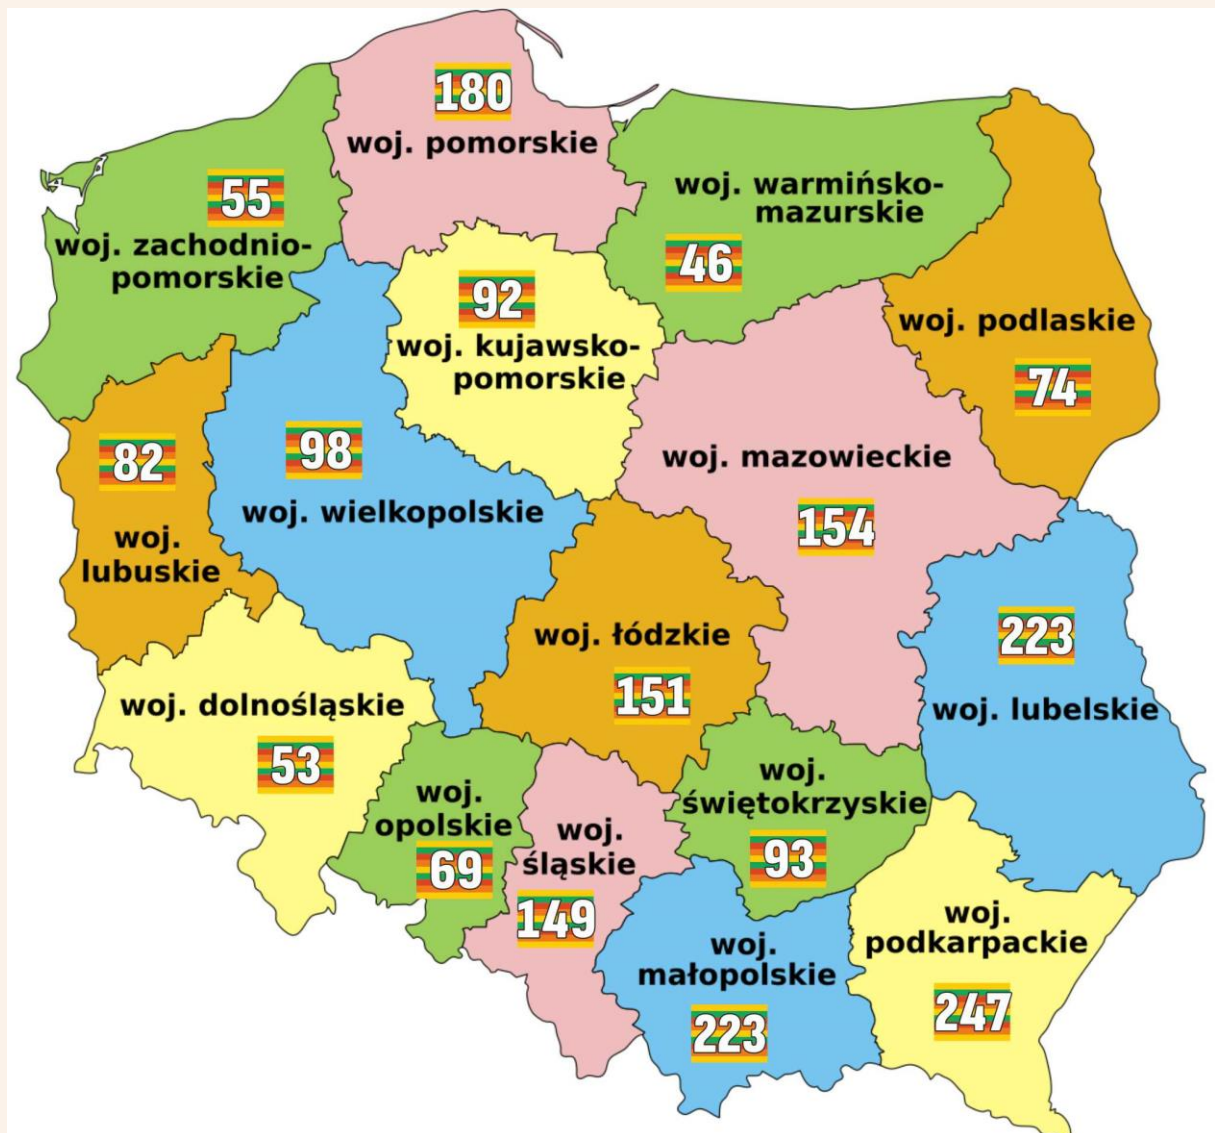 180
woj. pomorskie
55
woj. zachodnio-
pomorskie
woj. warmińsko-
mazurskie
46
92
woj. kujawsko-
pomorskie
woj. podlaskie
74
82
woj.
lubuskie
98
woj. wielkopolskie
woj. mazowieckie
154
woj. łódzkie
151
223
woj. lubelskie
woj. dolnośląskie
53
woj.
opolskie
69
woj.
śląskie
149
woj.
świętokrzyskie
93
woj.
małopolskie
223
woj.
podkarpackie
247